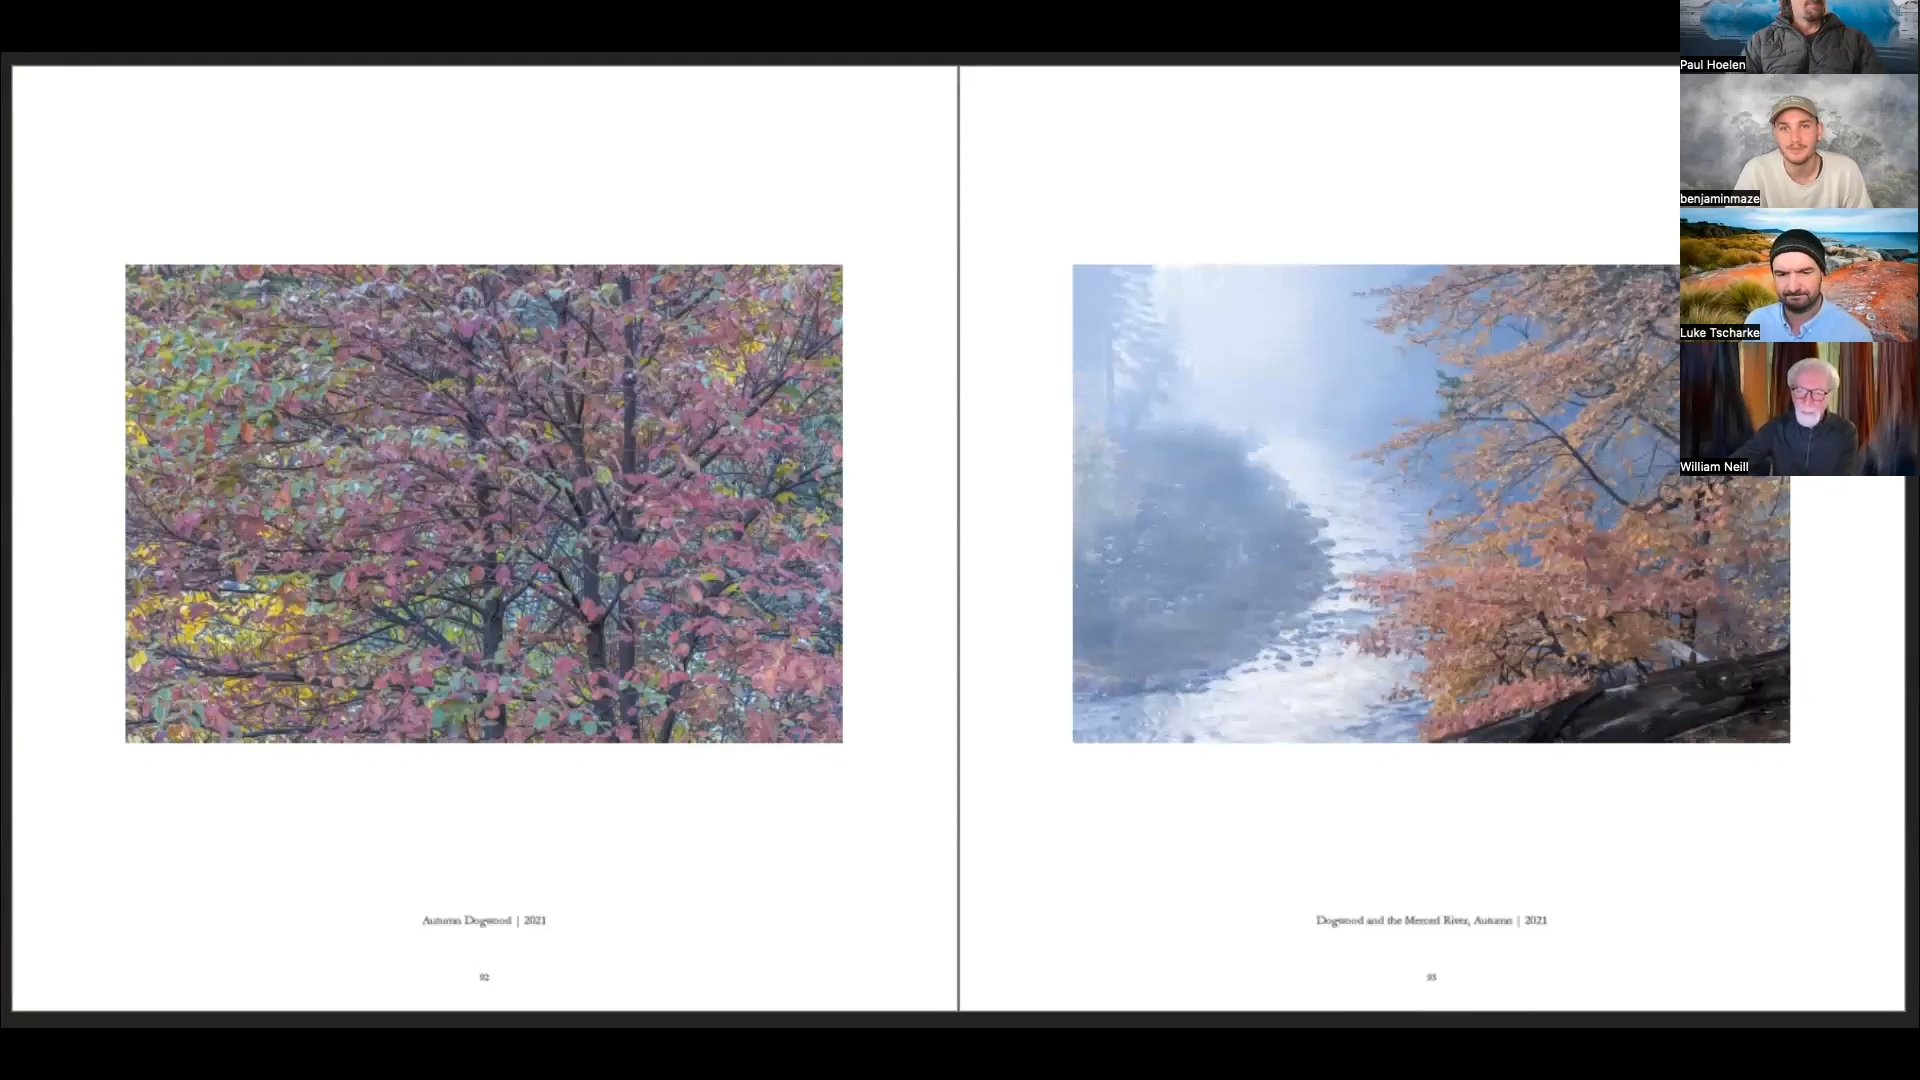 Paul Hoelen
benjaminmaze
Luke Tscharke
William Neill
Autumn Dogwood | 2021
Dogwood and the Merced River, Autumn | 2021
92
93